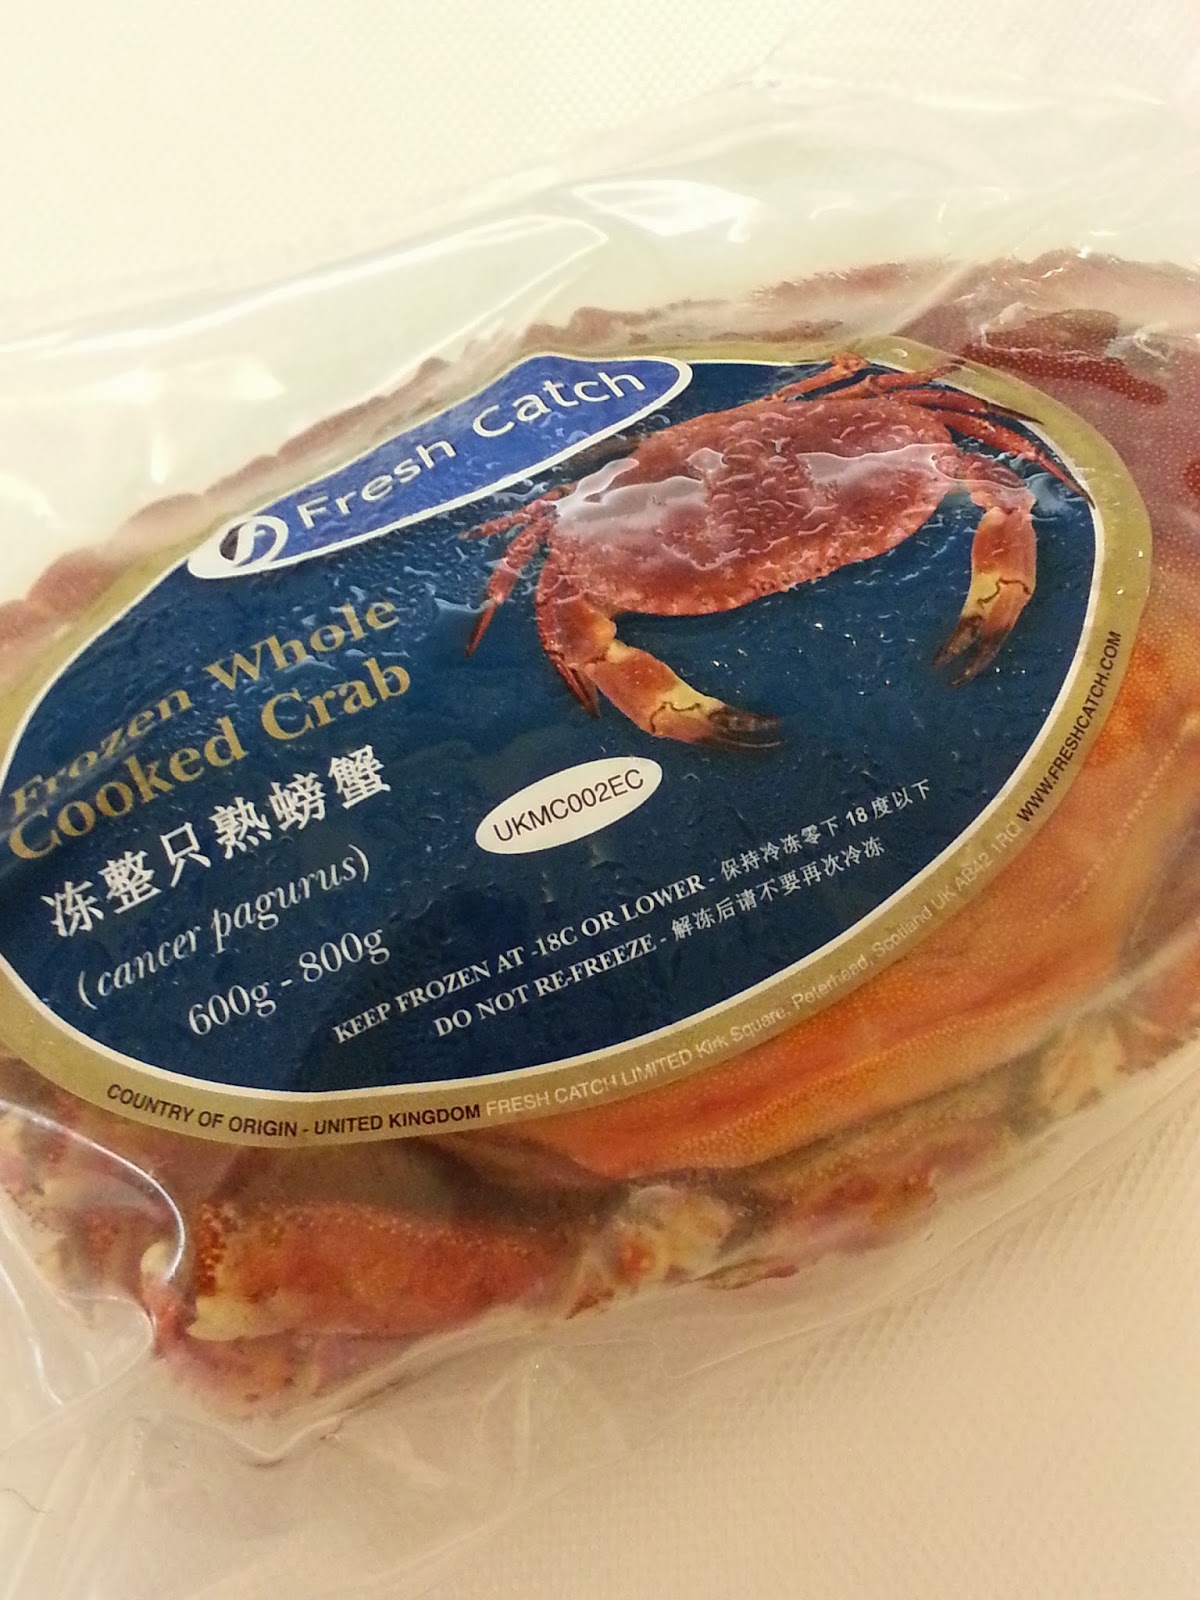 Fresh Catch
Frozen Whole
Cooked Crab
冻整只熟螃蟹
(cancer pagurus)
600g - 800g
UKMC002EC
KEEP FROZEN AT -18C OR LOWER - 保持冷冻零下 18 度以下
DO NOT RE-FREEZE - 解冻后请不要再次冷冻
COUNTRY OF ORIGIN - UNITED KINGDOM FRESH CATCH LIMITED Kirk Square, Peterhead, Scotland UK AB42 1RQ WWW.FRESHCATCH.COM